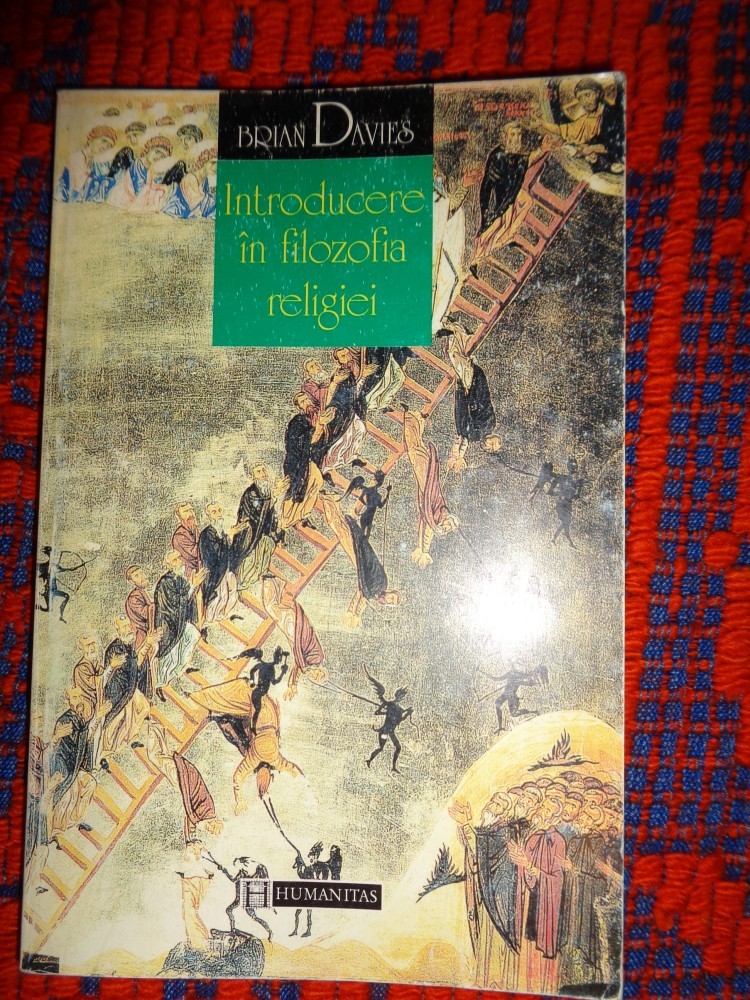 BRIAN DAVIES
Introducere
în filozofia
religiei
HUMANITAS